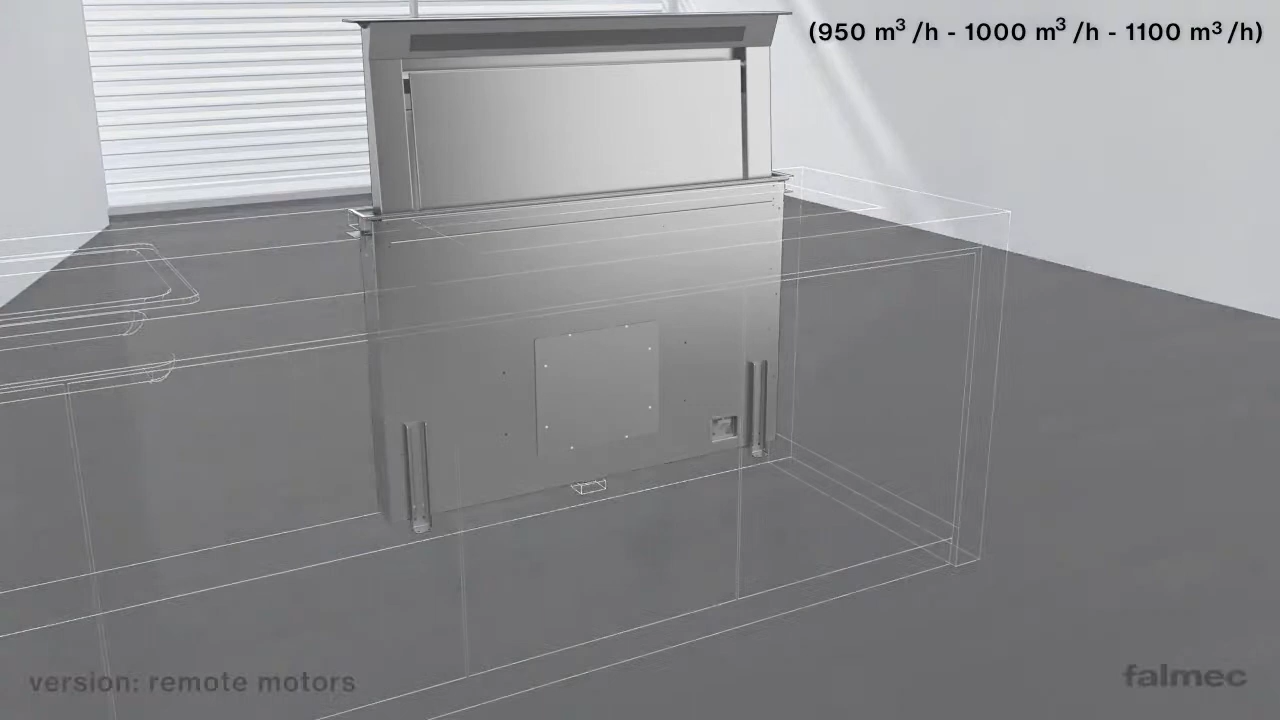 (950 m³/h - 1000 m³/h - 1100 m³/h)
version: remote motors
falmec